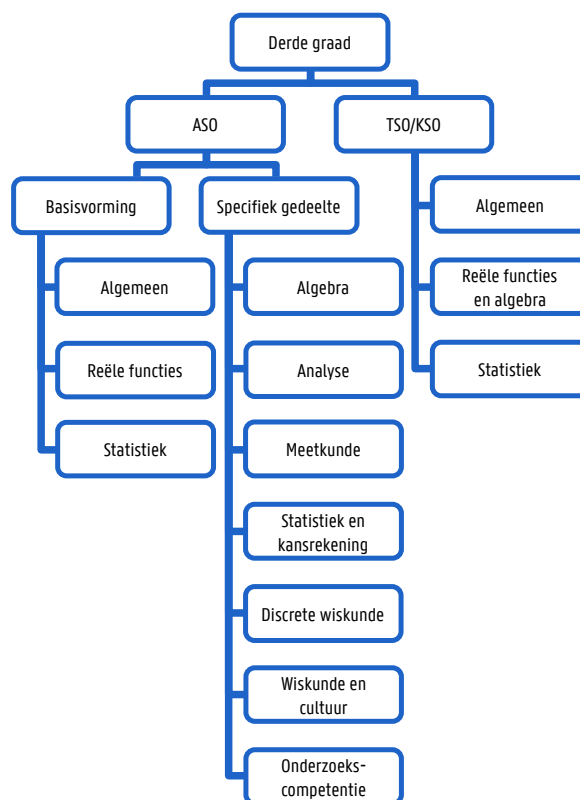 Derde graad
ASO
TSO/KSO
Basisvorming
Specifiek gedeelte
Algemeen
Algemeen
Algebra
Reële functies
en algebra
Reële functies
Analyse
Statistiek
Statistiek
Meetkunde
Statistiek en
kansrekening
Discrete wiskunde
Wiskunde en
cultuur
Onderzoeks-
competentie